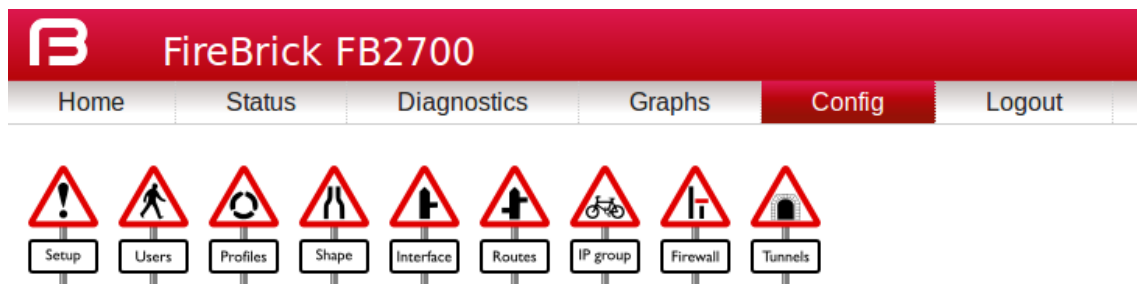 FireBrick FB2700
Home Status Diagnostics Graphs Config Logout
Setup Users Profiles Shape Interface Routes IP group Firewall Tunnels